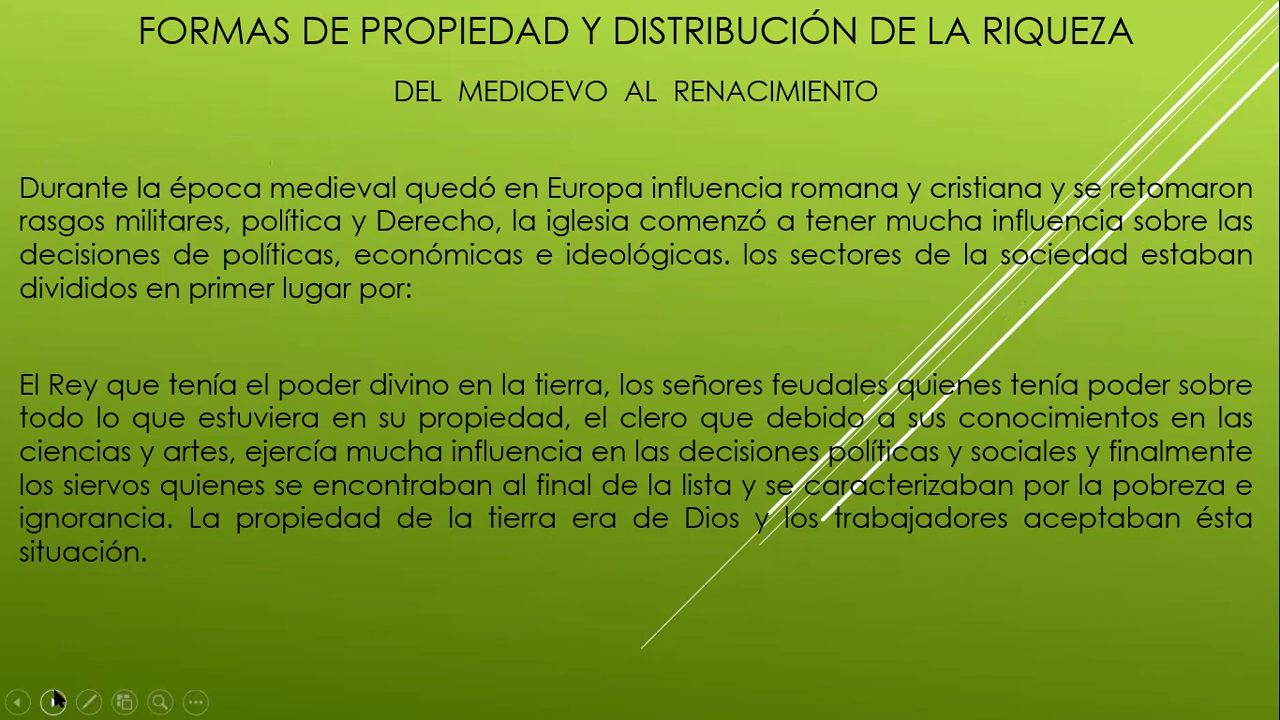 FORMAS DE PROPIEDAD Y DISTRIBUCIÓN DE LA RIQUEZA
DEL MEDIOEVO AL RENACIMIENTO
Durante la época medieval quedó en Europa influencia romana y cristiana y se retomaron
rasgos militares, política y Derecho, la iglesia comenzó a tener mucha influencia sobre las
decisiones de políticas, económicas e ideológicas. los sectores de la sociedad estaban
divididos en primer lugar por:
El Rey que tenía el poder divino en la tierra, los señores feudales quienes tenía poder sobre
todo lo que estuviera en su propiedad, el clero que debido a sus conocimientos en las
ciencias y artes, ejercía mucha influencia en las decisiones políticas y sociales y finalmente
los siervos quienes se encontraban al final de la lista y se caracterizaban por la pobreza e
ignorancia. La propiedad de la tierra era de Dios y los trabajadores aceptaban ésta
situación.